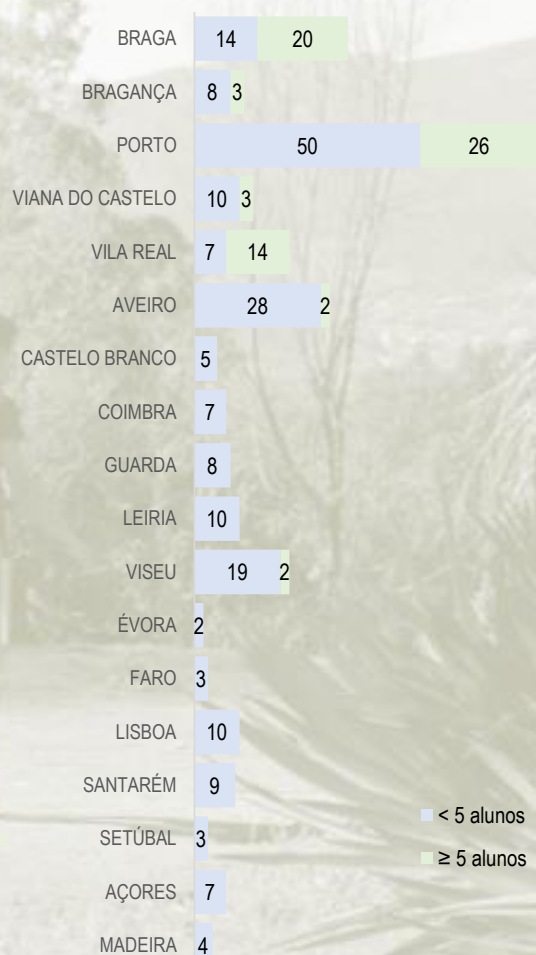 BRAGA 14 20
BRAGANÇA 8 3
PORTO 50 26
VIANA DO CASTELO 10 3
VILA REAL 7 14
AVEIRO 28 2
CASTELO BRANCO 5
COIMBRA 7
GUARDA 8
LEIRIA 10
VISEU 19 2
ÉVORA 2
FARO 3
LISBOA 10
SANTARÉM 9
SETÚBAL 3
AÇORES 7
MADEIRA 4
< 5 alunos
≥ 5 alunos